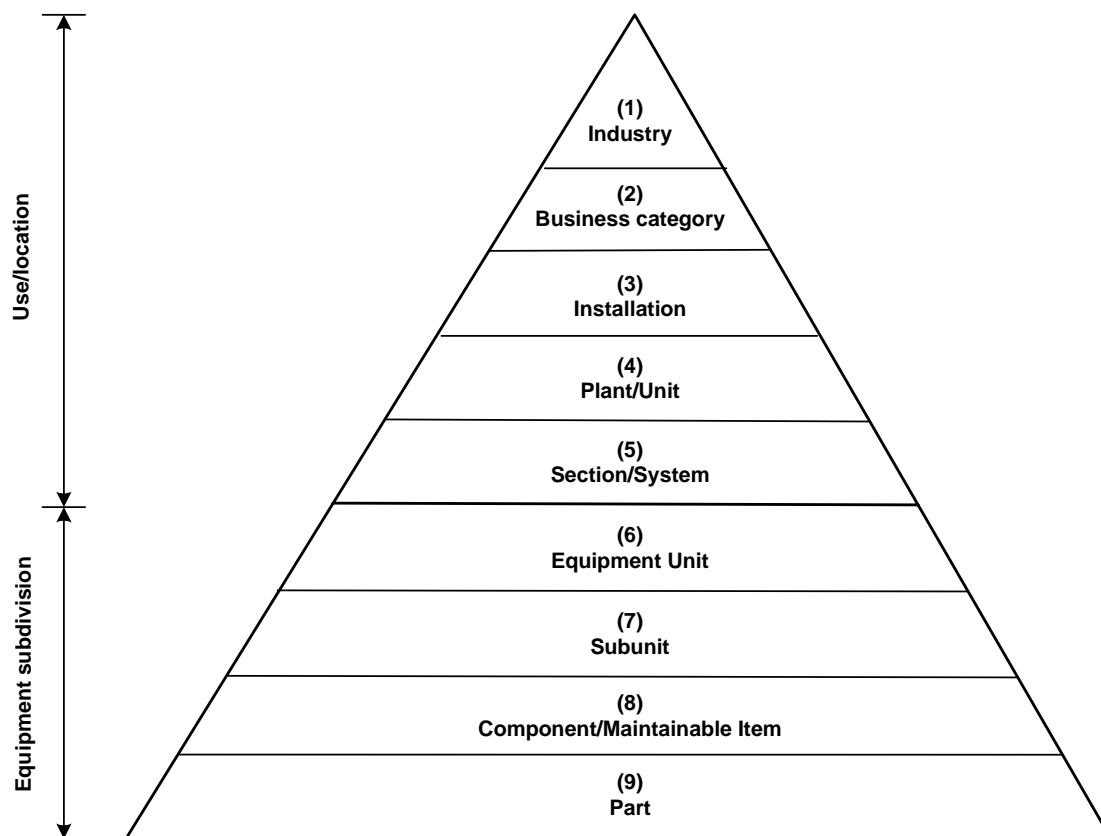 (1)
Industry
(2)
Business category
(3)
Installation
(4)
Plant/Unit
(5)
Section/System
(6)
Equipment Unit
(7)
Subunit
(8)
Component/Maintainable Item
(9)
Part
Use/location
Equipment subdivision